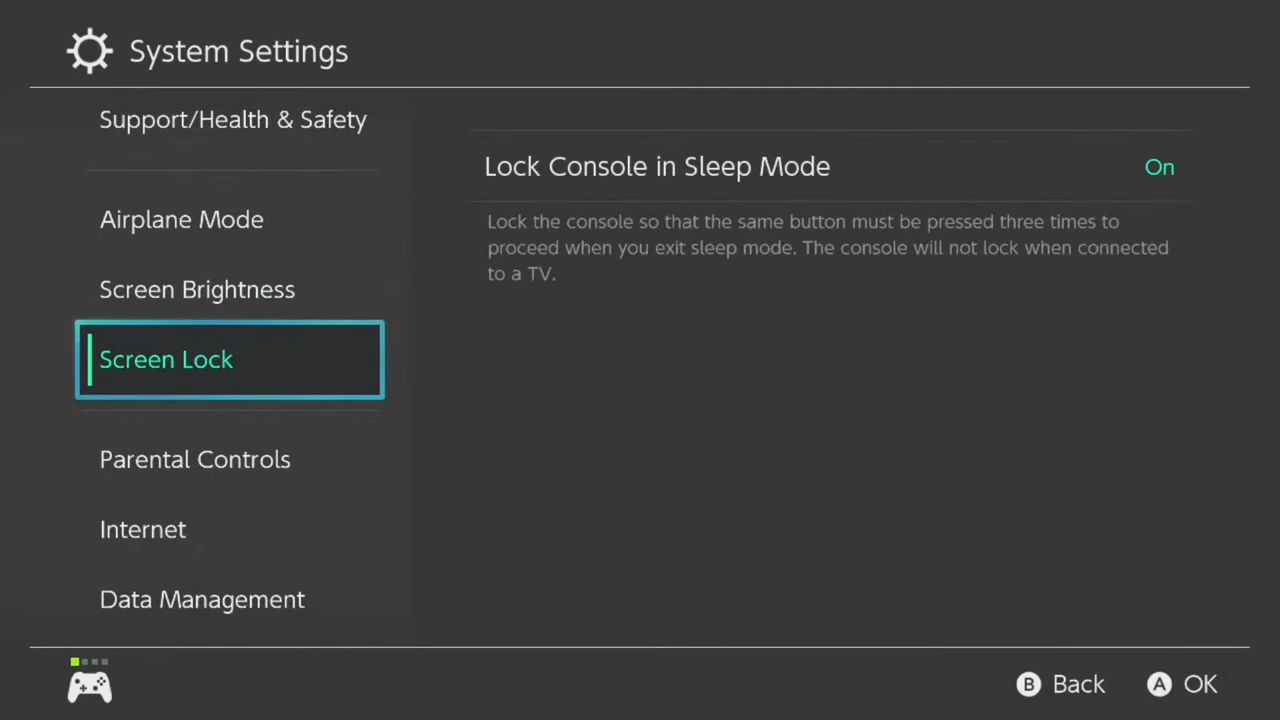 System Settings
Support/Health & Safety
Airplane Mode
Screen Brightness
Screen Lock
Parental Controls
Internet
Data Management
Lock Console in Sleep Mode On
Lock the console so that the same button must be pressed three times to
proceed when you exit sleep mode. The console will not lock when connected
to a TV.
B Back A OK